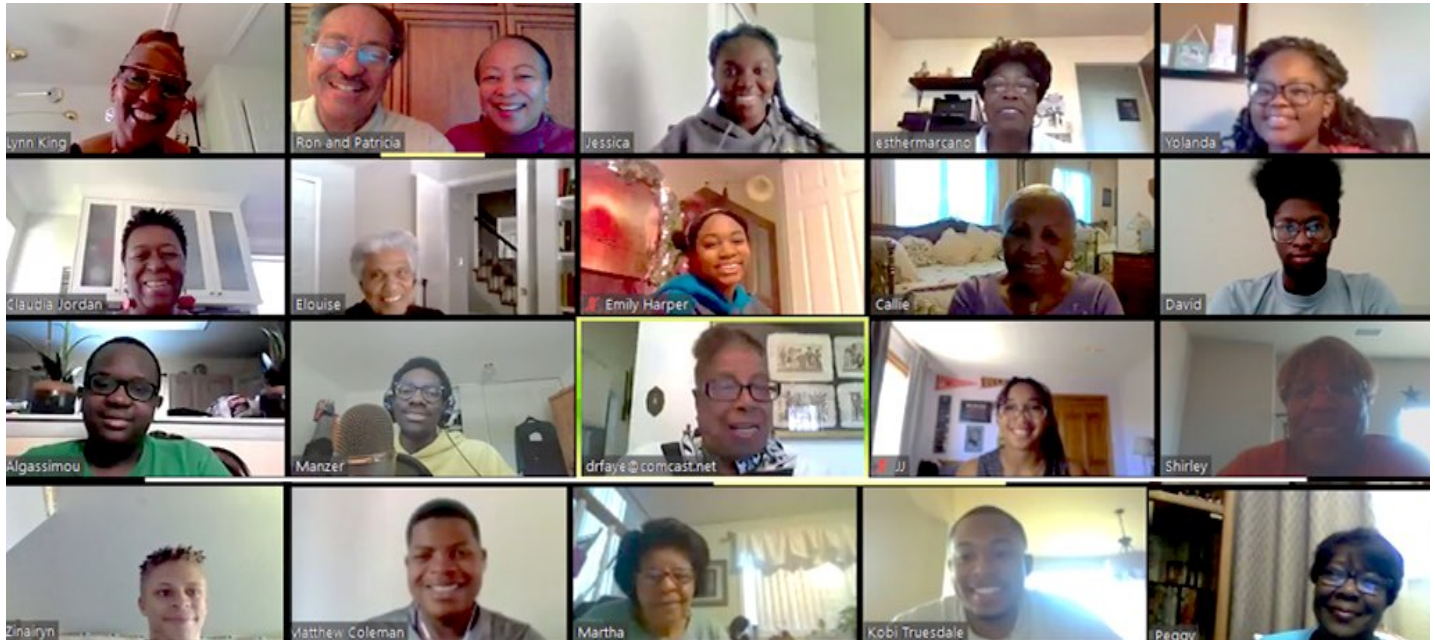 Lynn King
Ron and Patricia
Jessica
esthermarcano
Yolanda
Claudia Jordan
Elouise
Emily Harper
Callie
David
Algassimou
Manzer
drfaye@comcast.net
JJ
Shirley
Zinairyn
Matthew Coleman
Martha
Kobi Truesdale
Peggy